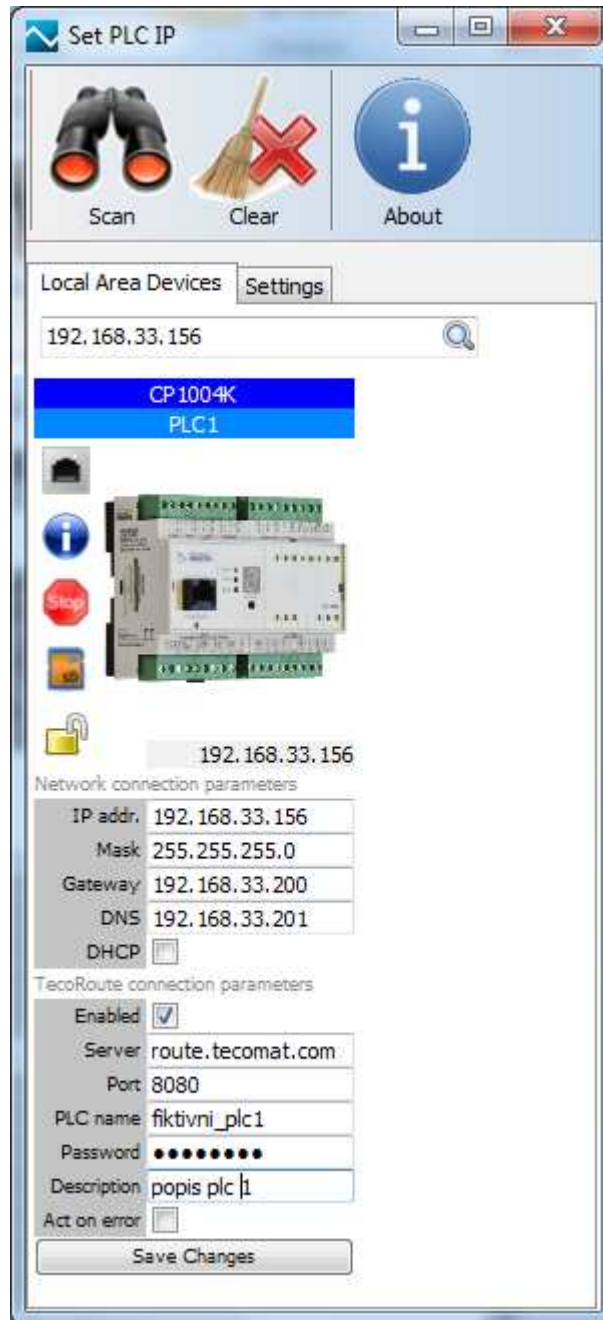 Set PLC IP
Scan Clear About
Local Area Devices Settings
192.168.33.156
CP1004K
PLC1
Stop
SD
192.168.33.156
Network connection parameters
IP addr. 192.168.33.156
Mask 255.255.255.0
Gateway 192.168.33.200
DNS 192.168.33.201
DHCP
TecoRoute connection parameters
Enabled
Server route.tecomat.com
Port 8080
PLC name fiktivni_plc1
Password ●●●●●●●●
Description popis plc 1
Act on error
Save Changes